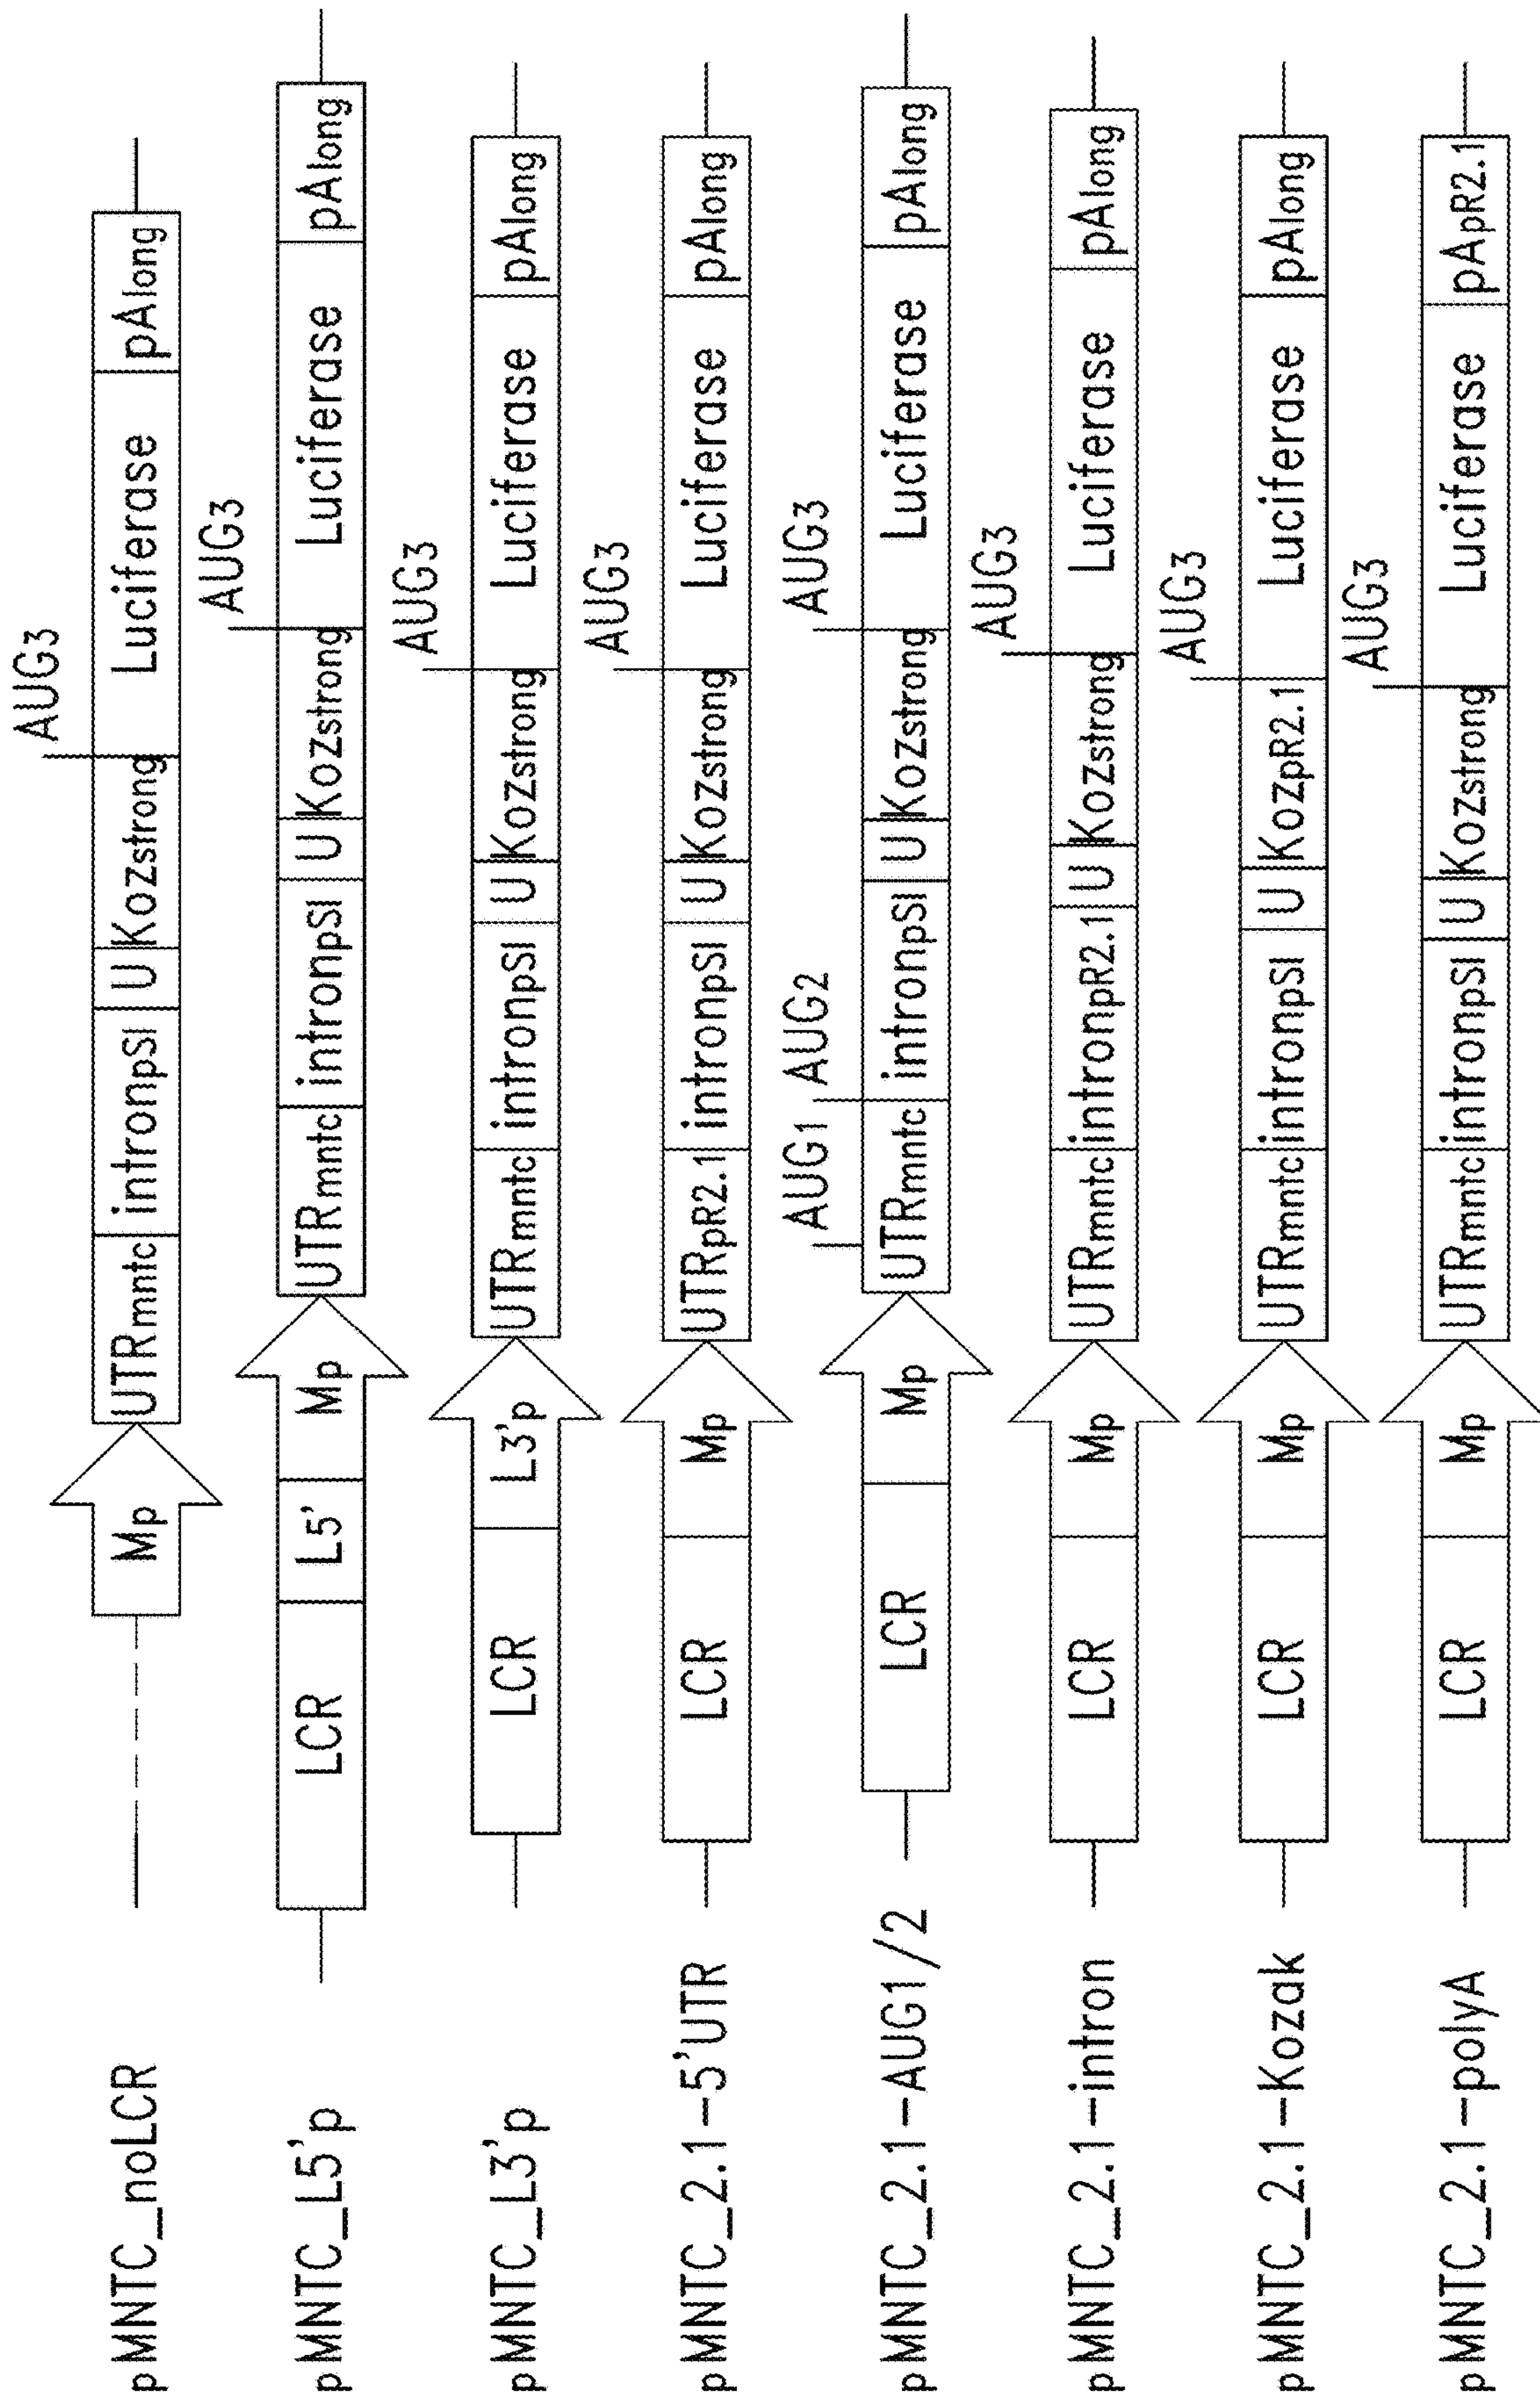 AUG3
pMNTC_noLCR Mp UTRmntc intronpSI U Kozstrong Luciferase pAlong
AUG3
pMNTC_L5'p LCR L5' Mp UTRmntc intronpSI U Kozstrong Luciferase pAlong
AUG3
pMNTC_L3'p LCR L3'p UTRmntc intronpSI U Kozstrong Luciferase pAlong
AUG3
pMNTC_2.1-5'UTR LCR Mp UTRpR2.1 intronpSI U Kozstrong Luciferase pAlong
AUG1 AUG2 AUG3
pMNTC_2.1-AUG1/2 LCR Mp UTRmntc intronpSI U Kozstrong Luciferase pAlong
AUG3
pMNTC_2.1-intron LCR Mp UTRmntc intronpR2.1 U Kozstrong Luciferase pAlong
AUG3
pMNTC_2.1-Kozak LCR Mp UTRmntc intronpSI U KozpR2.1 Luciferase pAlong
AUG3
pMNTC_2.1-polyA LCR Mp UTRmntc intronpSI U Kozstrong Luciferase pApR2.1